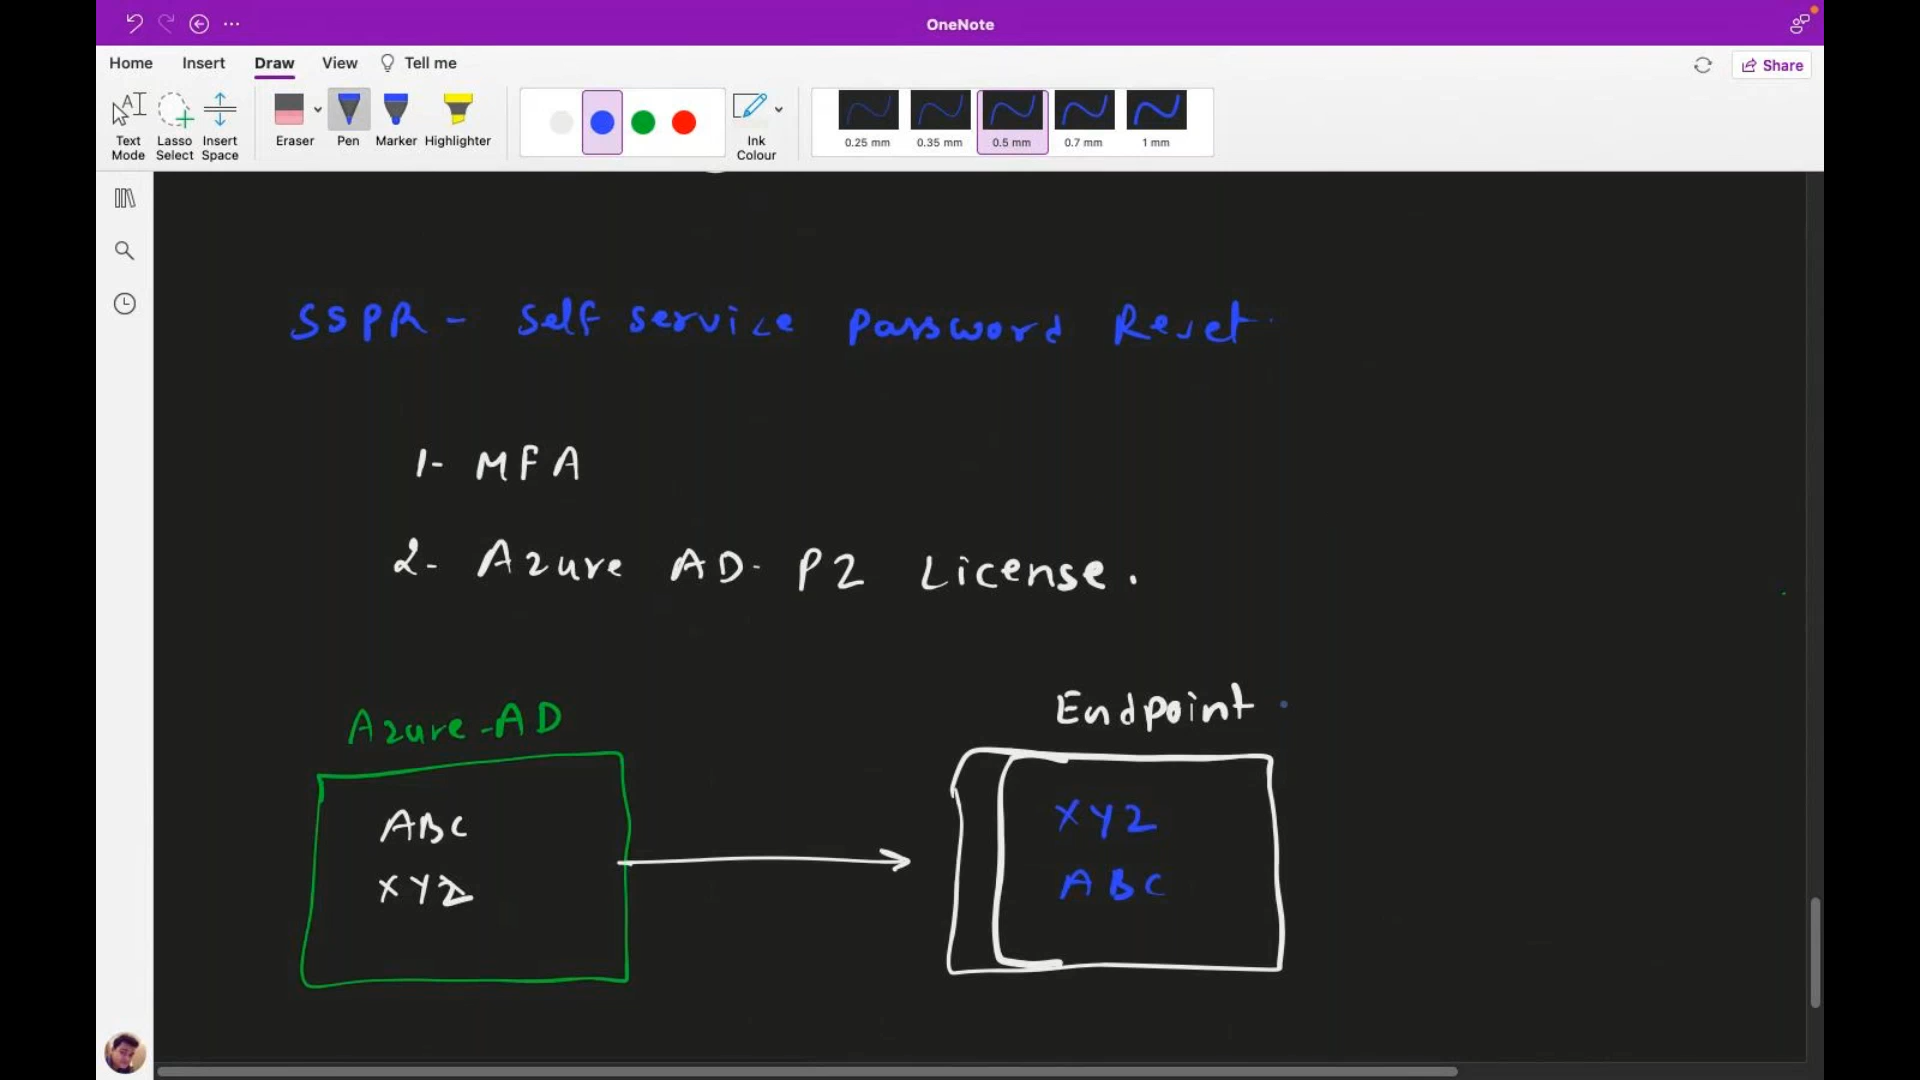 OneNote
Home Insert Draw View Tell me
Share
Text Mode
Lasso Select
Insert Space
Eraser
Pen
Marker
Highlighter
Ink Colour
0.25 mm
0.35 mm
0.5 mm
0.7 mm
1 mm
SSPR - Self service Password Reset.
1- MFA
2- Azure AD- P2 License.
Azure-AD
ABC
XYZ
Endpoint
XYZ
ABC